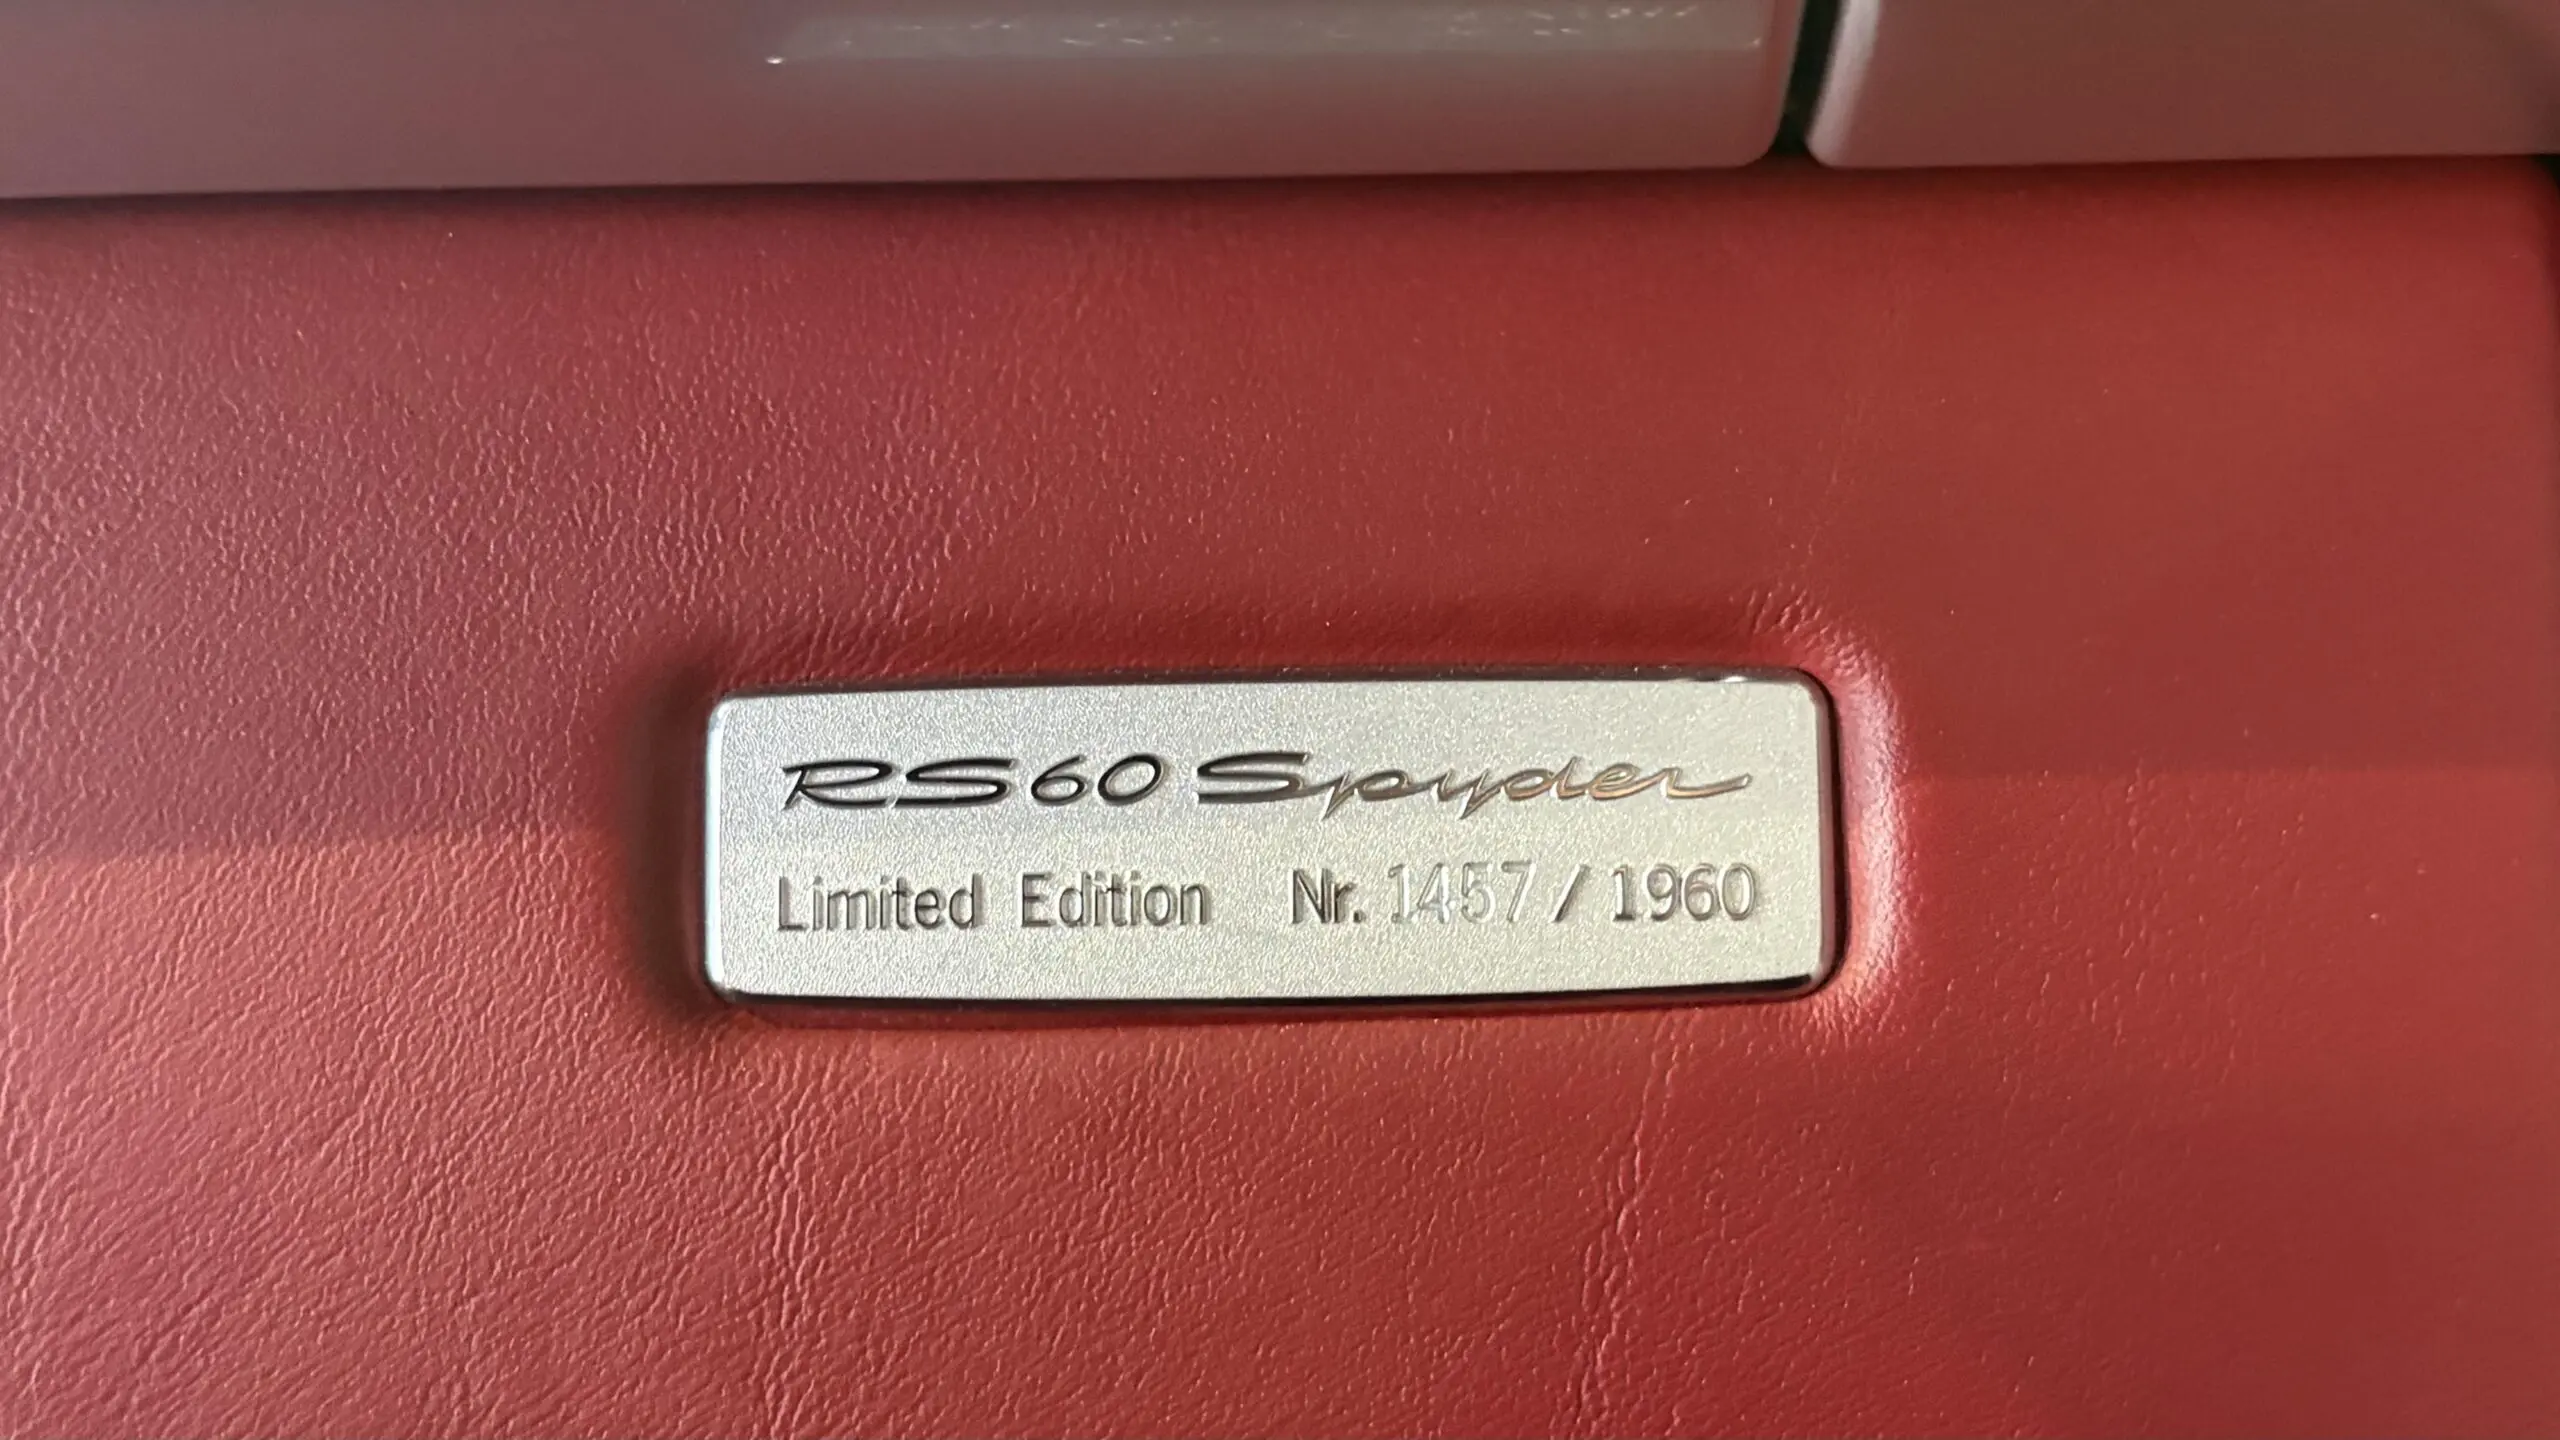 RS60 Spyder
Limited Edition Nr. 1457 / 1960